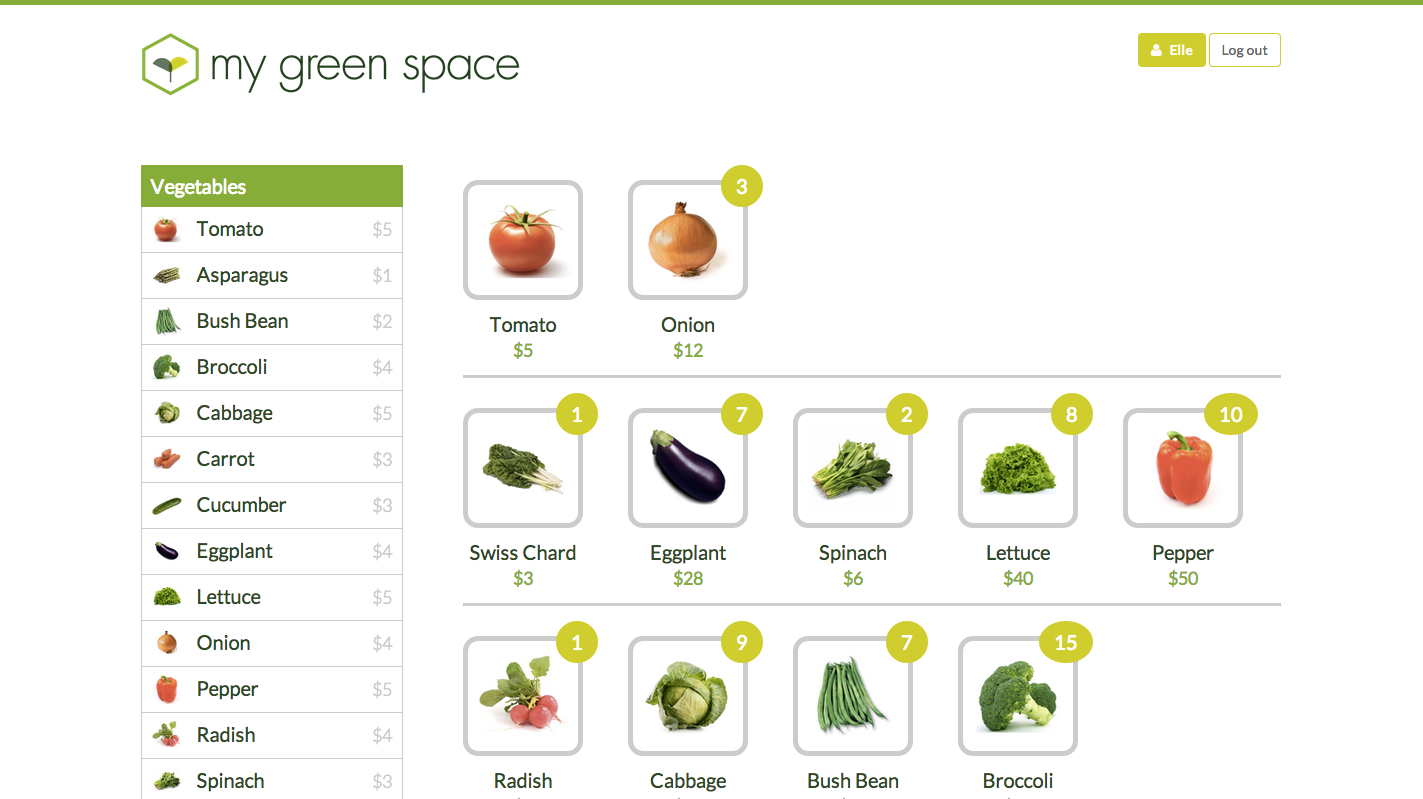 my green space
Elle
Log out
Vegetables
Tomato $5
Asparagus $1
Bush Bean $2
Broccoli $4
Cabbage $5
Carrot $3
Cucumber $3
Eggplant $4
Lettuce $5
Onion $4
Pepper $5
Radish $4
Spinach $3
3
Tomato Onion
$5 $12
1 7 2 8 10
Swiss Chard Eggplant Spinach Lettuce Pepper
$3 $28 $6 $40 $50
1 9 7 15
Radish Cabbage Bush Bean Broccoli